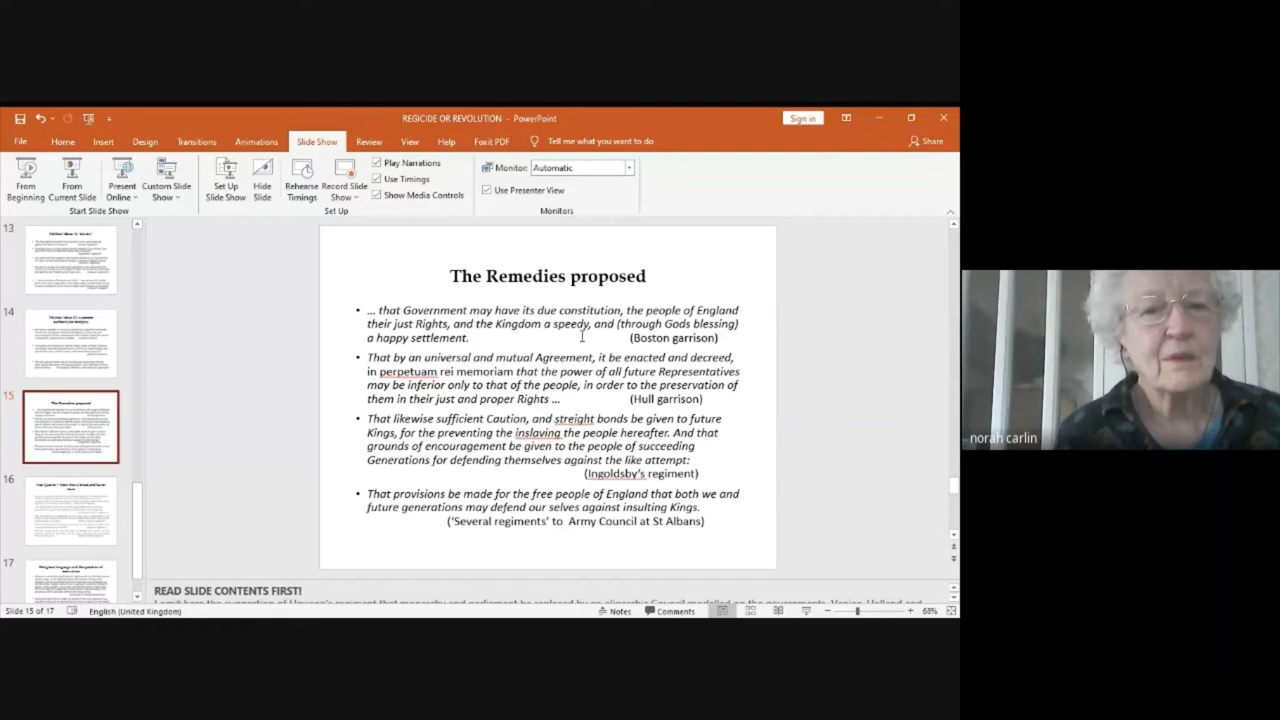 REGICIDE OR REVOLUTION - PowerPoint
Sign in
File Home Insert Design Transitions Animations Slide Show Review View Help Foxit PDF Tell me what you want to do
Share
From Beginning
From Current Slide
Present Online
Custom Slide Show
Start Slide Show
Set Up Slide Show
Hide Slide
Rehearse Timings
Record Slide Show
Play Narrations
Use Timings
Show Media Controls
Set Up
Monitor: Automatic
Use Presenter View
Monitors
13
14
15
The Remedies proposed
16
17
The Remedies proposed
• … that Government may have its due constitution, the people of England
their just Rights, and the Kingdom a speedy, and (through Gods blessing)
a happy settlement. (Boston garrison)
• That by an universal and mutual Agreement, it be enacted and decreed,
in perpetuam rei memoriam that the power of all future Representatives
may be inferior only to that of the people, in order to the preservation of
them in their just and proper Rights … (Hull garrison)
• That likewise sufficient caution, and streight bonds be given to future
Kings, for the preventing the inslaving the people hereafter. And that
grounds of encouragement be given to the people of succeeding
Generations for defending themselves against the like attempt:
(Ingoldsby's regiment)
• That provisions be made for the free people of England that both we and
future generations may secure our selves against insulting Kings.
('Several regiments' to Army Council at St Albans)
norah carlin
READ SLIDE CONTENTS FIRST!
Slide 15 of 17 English (United Kingdom) Notes Comments 68%